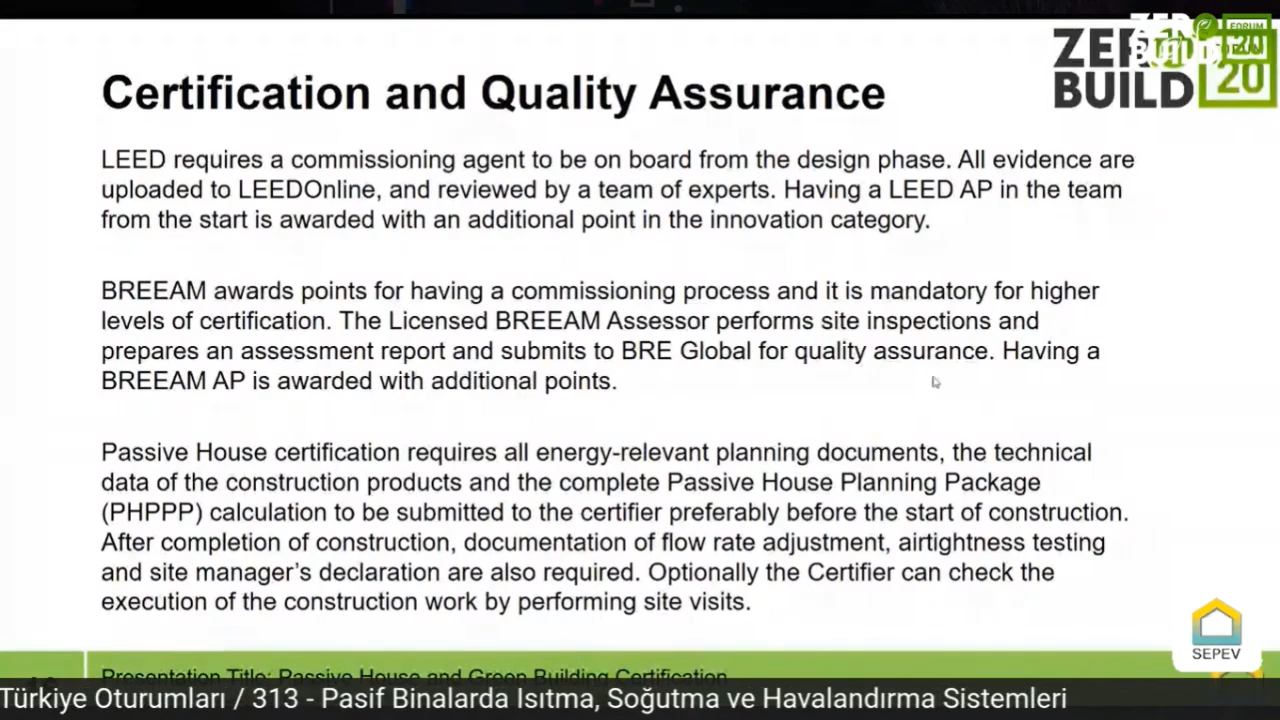 Certification and Quality Assurance
ZERO
BUILD
FORUM
20
LEED requires a commissioning agent to be on board from the design phase. All evidence are
uploaded to LEEDOnline, and reviewed by a team of experts. Having a LEED AP in the team
from the start is awarded with an additional point in the innovation category.
BREEAM awards points for having a commissioning process and it is mandatory for higher
levels of certification. The Licensed BREEAM Assessor performs site inspections and
prepares an assessment report and submits to BRE Global for quality assurance. Having a
BREEAM AP is awarded with additional points.
Passive House certification requires all energy-relevant planning documents, the technical
data of the construction products and the complete Passive House Planning Package
(PHPPP) calculation to be submitted to the certifier preferably before the start of construction.
After completion of construction, documentation of flow rate adjustment, airtightness testing
and site manager’s declaration are also required. Optionally the Certifier can check the
execution of the construction work by performing site visits.
SEPEV
Presentation Title: Passive House and Green Building Certification
Türkiye Oturumları / 313 - Pasif Binalarda Isıtma, Soğutma ve Havalandırma Sistemleri